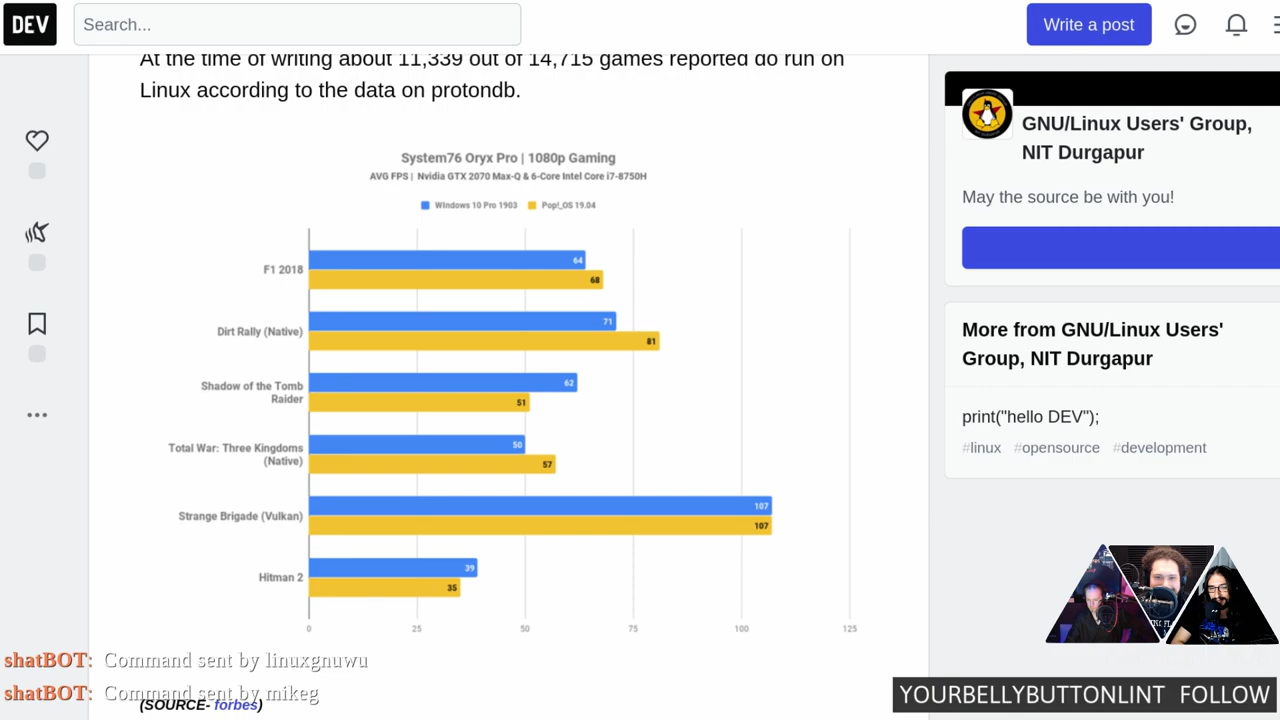 DEV
Search...
Write a post
At the time of writing about 11,339 out of 14,715 games reported do run on
Linux according to the data on protondb.
System76 Oryx Pro | 1080p Gaming
AVG FPS | Nvidia GTX 2070 Max-Q & 6-Core Intel Core i7-8750H
Windows 10 Pro 1903 Pop!_OS 19.04
F1 2018
64
68
Dirt Rally (Native)
71
81
Shadow of the Tomb
Raider
62
51
Total War: Three Kingdoms
(Native)
50
57
Strange Brigade (Vulkan)
107
107
Hitman 2
39
35
0 25 50 75 100 125
(SOURCE- forbes)
GNU/Linux Users' Group,
NIT Durgapur
May the source be with you!
More from GNU/Linux Users'
Group, NIT Durgapur
print("hello DEV");
#linux #opensource #development
shatBOT: Command sent by linuxgnuwu
shatBOT: Command sent by mikeg
YOURBELLYBUTTONLINT FOLLOW